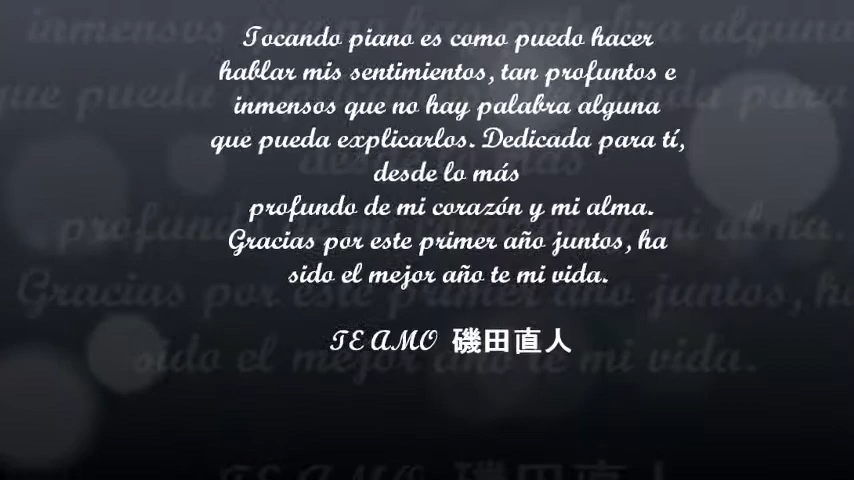 Tocando piano es como puedo hacer
hablar mis sentimientos, tan profuntos e
inmensos que no hay palabra alguna
que pueda explicarlos. Dedicada para tí,
desde lo más
profundo de mi corazón y mi alma.
Gracias por este primer año juntos, ha
sido el mejor año te mi vida.
TE AMO 磯田直人